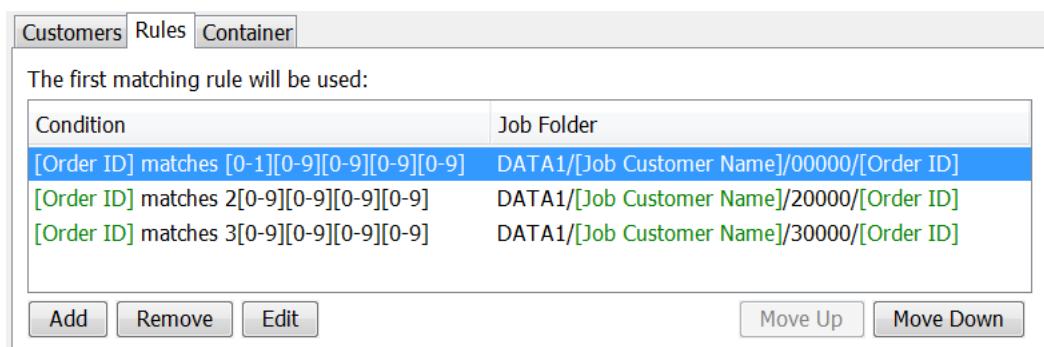 Customers Rules Container
The first matching rule will be used:
Condition Job Folder
[Order ID] matches [0-1][0-9][0-9][0-9][0-9] DATA1/[Job Customer Name]/00000/[Order ID]
[Order ID] matches 2[0-9][0-9][0-9][0-9] DATA1/[Job Customer Name]/20000/[Order ID]
[Order ID] matches 3[0-9][0-9][0-9][0-9] DATA1/[Job Customer Name]/30000/[Order ID]
Add Remove Edit Move Up Move Down